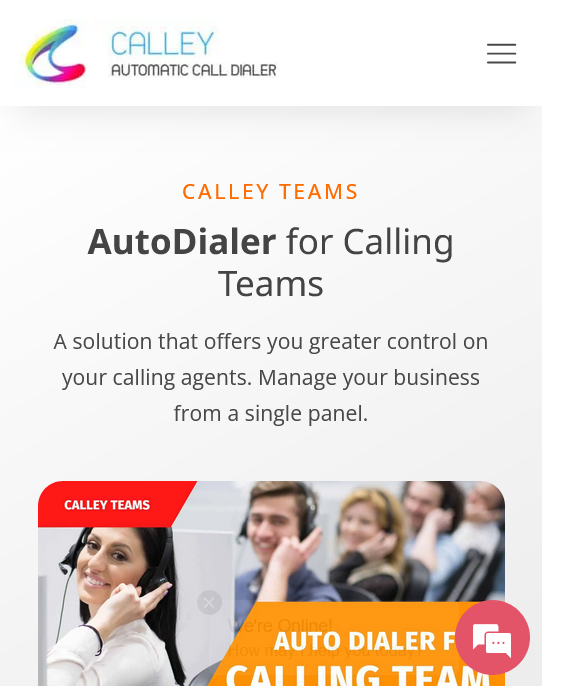 CALLEY
AUTOMATIC CALL DIALER
CALLEY TEAMS
AutoDialer for Calling
Teams
A solution that offers you greater control on
your calling agents. Manage your business
from a single panel.
CALLEY TEAMS
We're Online!
How may I help you today?
AUTO DIALER F
CALLING TEAM